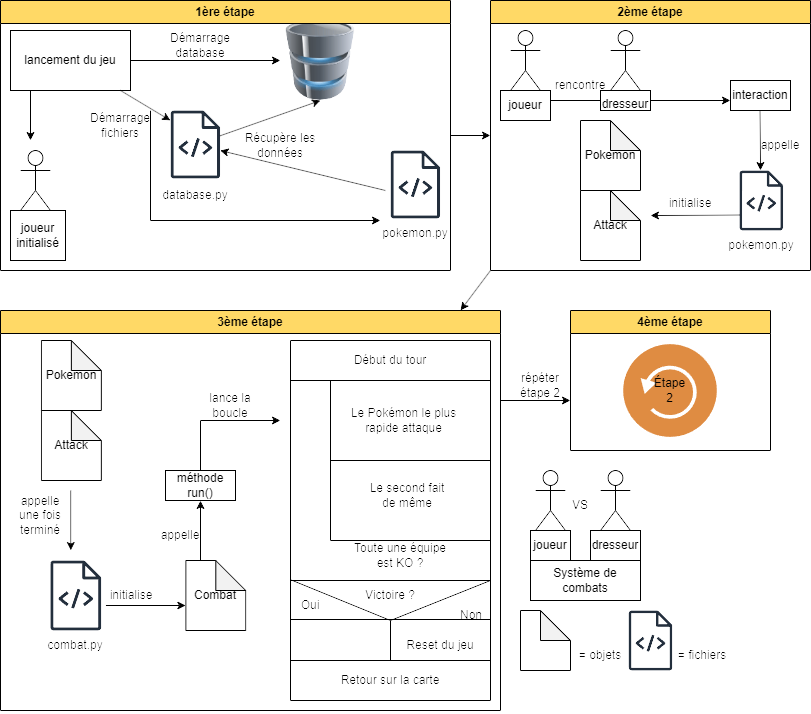 1ère étape
lancement du jeu
Démarrage
database
Démarrage
fichiers
Récupère les
données
database.py
pokemon.py
joueur
initialisé
2ème étape
rencontre
joueur
dresseur
interaction
appelle
Pokemon
Attack
initialise
pokemon.py
3ème étape
Pokemon
Attack
appelle
une fois
terminé
combat.py
initialise
Combat
appelle
méthode
run()
lance la
boucle
Début du tour
Le Pokémon le plus
rapide attaque
Le second fait
de même
Toute une équipe
est KO ?
Victoire ?
Oui
Non
Reset du jeu
Retour sur la carte
répéter
étape 2
4ème étape
Étape
2
VS
joueur
dresseur
Système de
combats
= objets
= fichiers